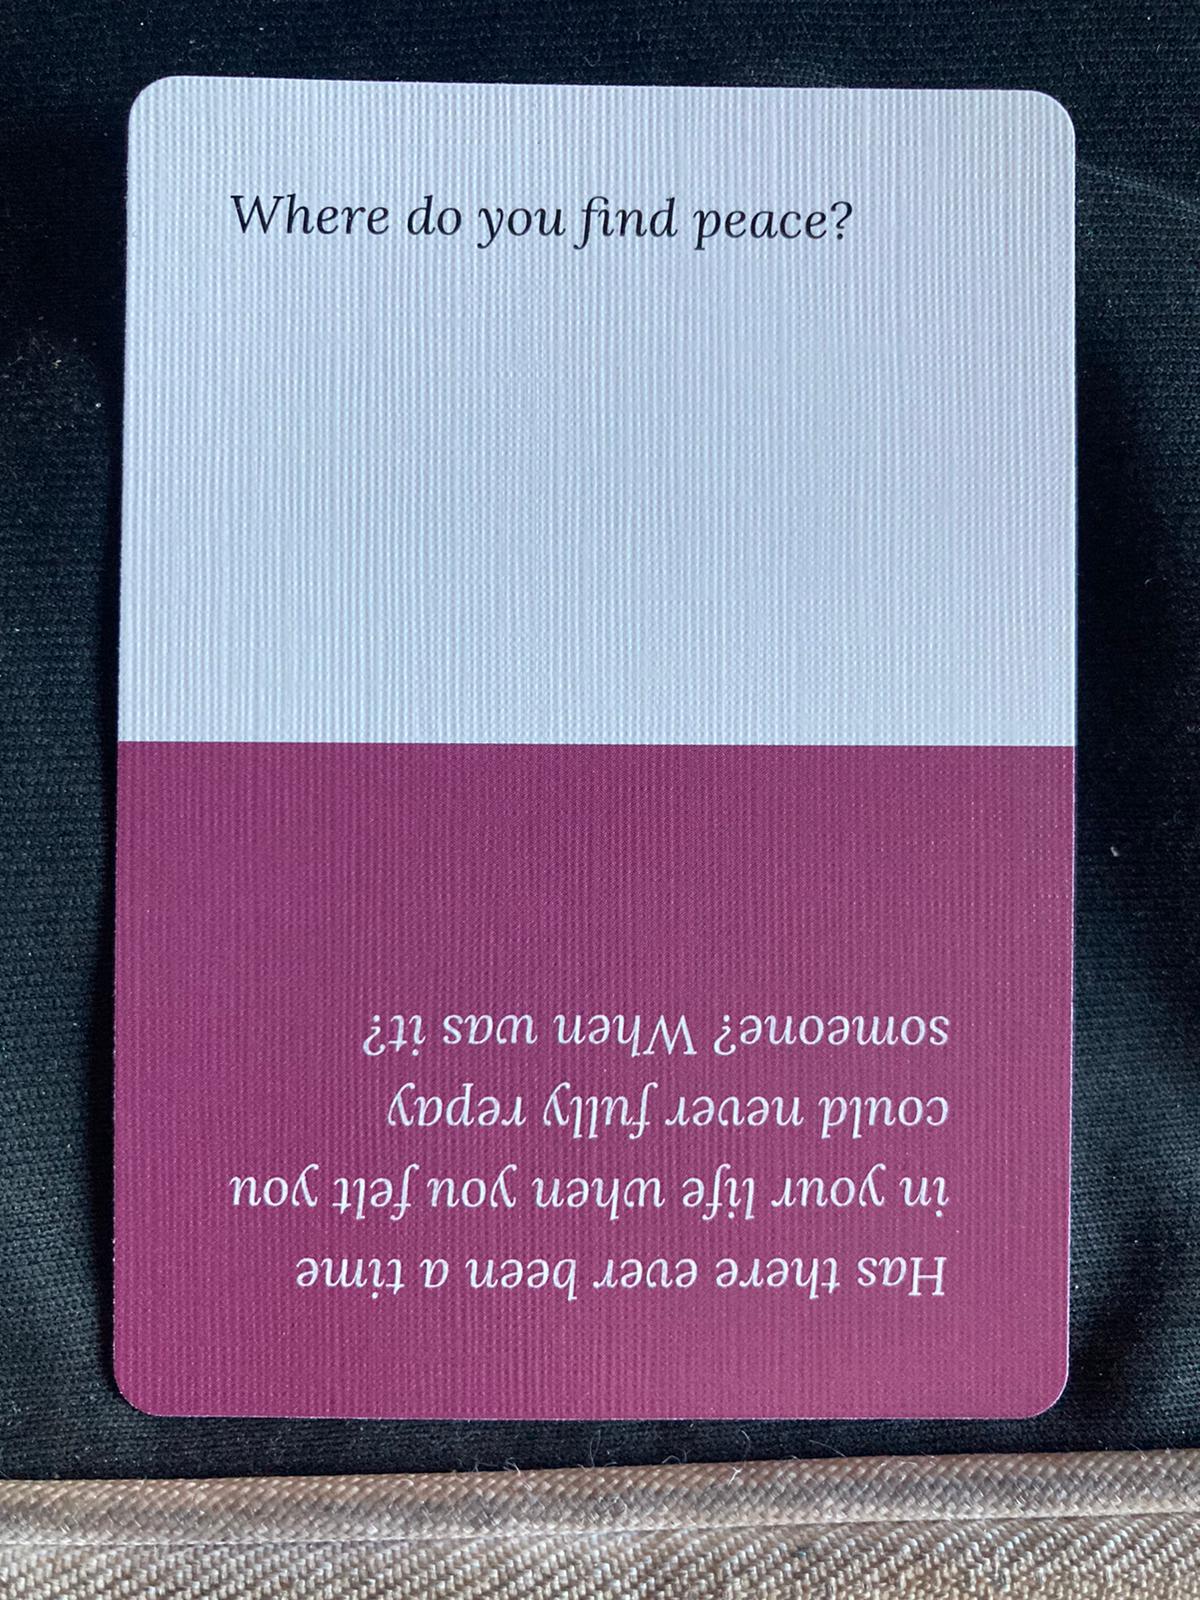 Where do you find peace?
Has there ever been a time
in your life when you felt you
could never fully repay
someone? When was it?